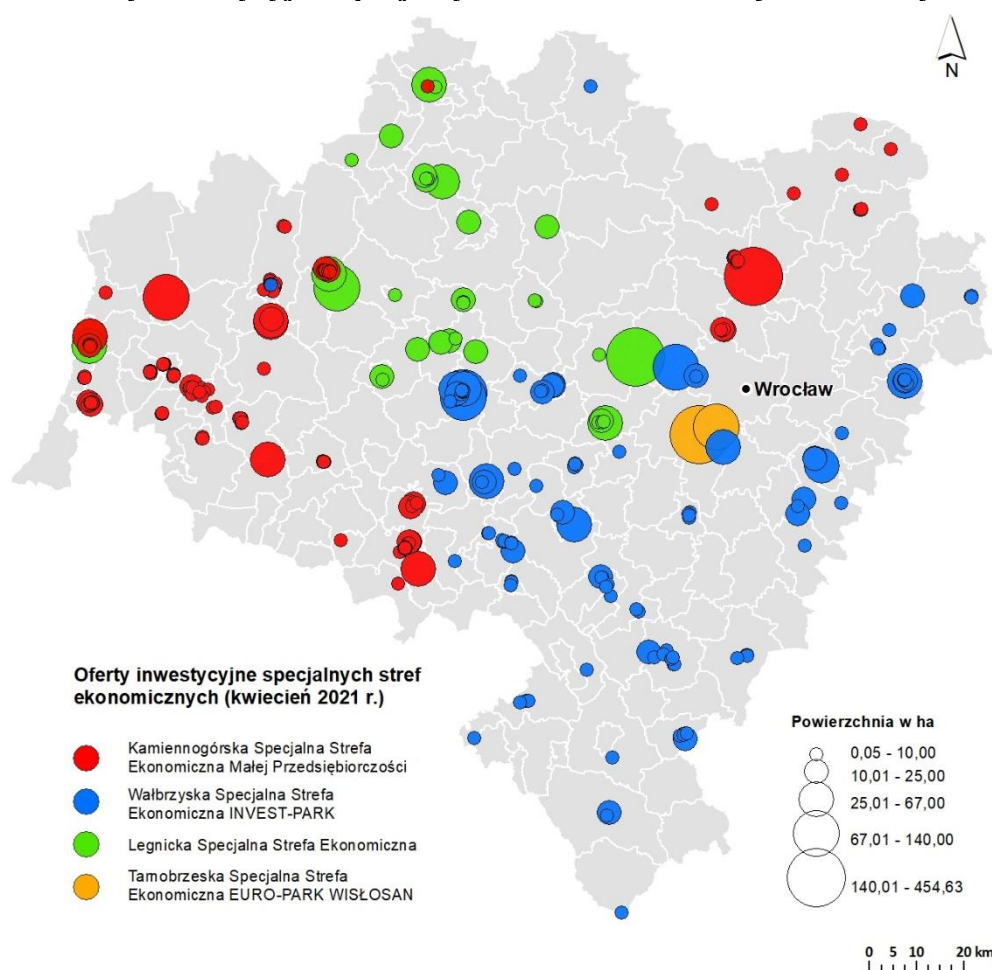 N
Wrocław
Oferty inwestycyjne specjalnych stref
ekonomicznych (kwiecień 2021 r.)
Kamiennogórska Specjalna Strefa
Ekonomiczna Małej Przedsiębiorczości
Wałbrzyska Specjalna Strefa
Ekonomiczna INVEST-PARK
Legnicka Specjalna Strefa Ekonomiczna
Tarnobrzeska Specjalna Strefa
Ekonomiczna EURO-PARK WISŁOSAN
Powierzchnia w ha
0,05 - 10,00
10,01 - 25,00
25,01 - 67,00
67,01 - 140,00
140,01 - 454,63
0 5 10 20 km